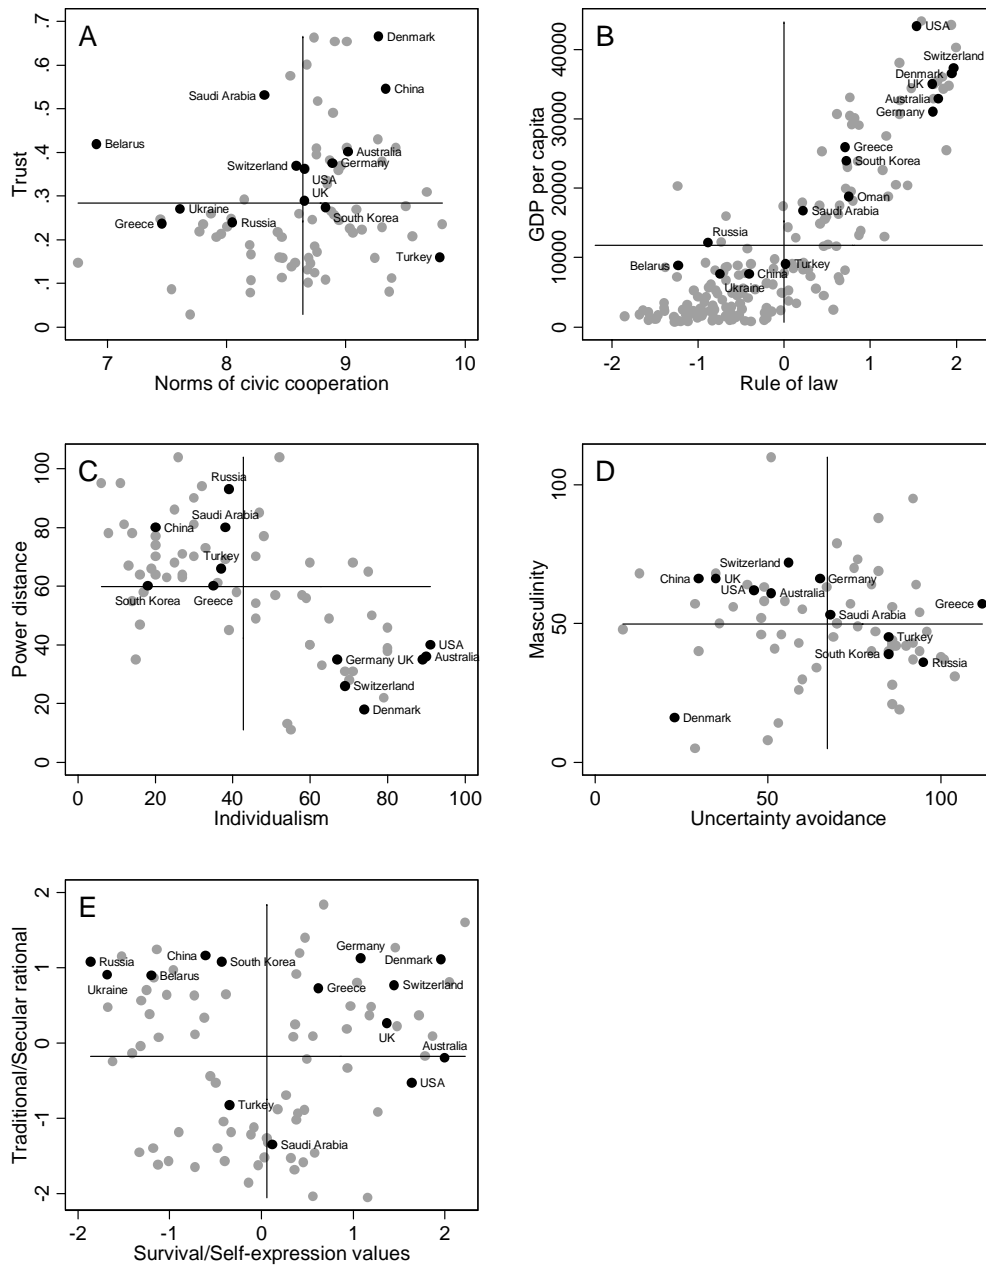 A
.7
.6
.5
.4
.3
.2
.1
0
Trust
Denmark
China
Saudi Arabia
Belarus
Australia
Switzerland
Germany
USA
UK
Ukraine
South Korea
Greece
Russia
Turkey
7 8 9 10
Norms of civic cooperation
B
40000
30000
20000
10000
0
GDP per capita
USA
Switzerland
Denmark
UK
Australia
Germany
Greece
South Korea
Oman
Saudi Arabia
Russia
Belarus
Turkey
China
Ukraine
-2 -1 0 1 2
Rule of law
C
100
80
60
40
20
0
Power distance
Russia
Saudi Arabia
China
Turkey
South Korea
Greece
USA
Germany UK
Australia
Switzerland
Denmark
0 20 40 60 80 100
Individualism
D
100
50
0
Masculinity
Switzerland
China
UK
Germany
USA
Australia
Greece
Saudi Arabia
Turkey
South Korea
Russia
Denmark
0 50 100
Uncertainty avoidance
E
2
1
0
-1
-2
Traditional/Secular rational
Germany
China
Russia
South Korea
Denmark
Belarus
Ukraine
Greece
Switzerland
UK
Australia
USA
Turkey
Saudi Arabia
-2 -1 0 1 2
Survival/Self-expression values